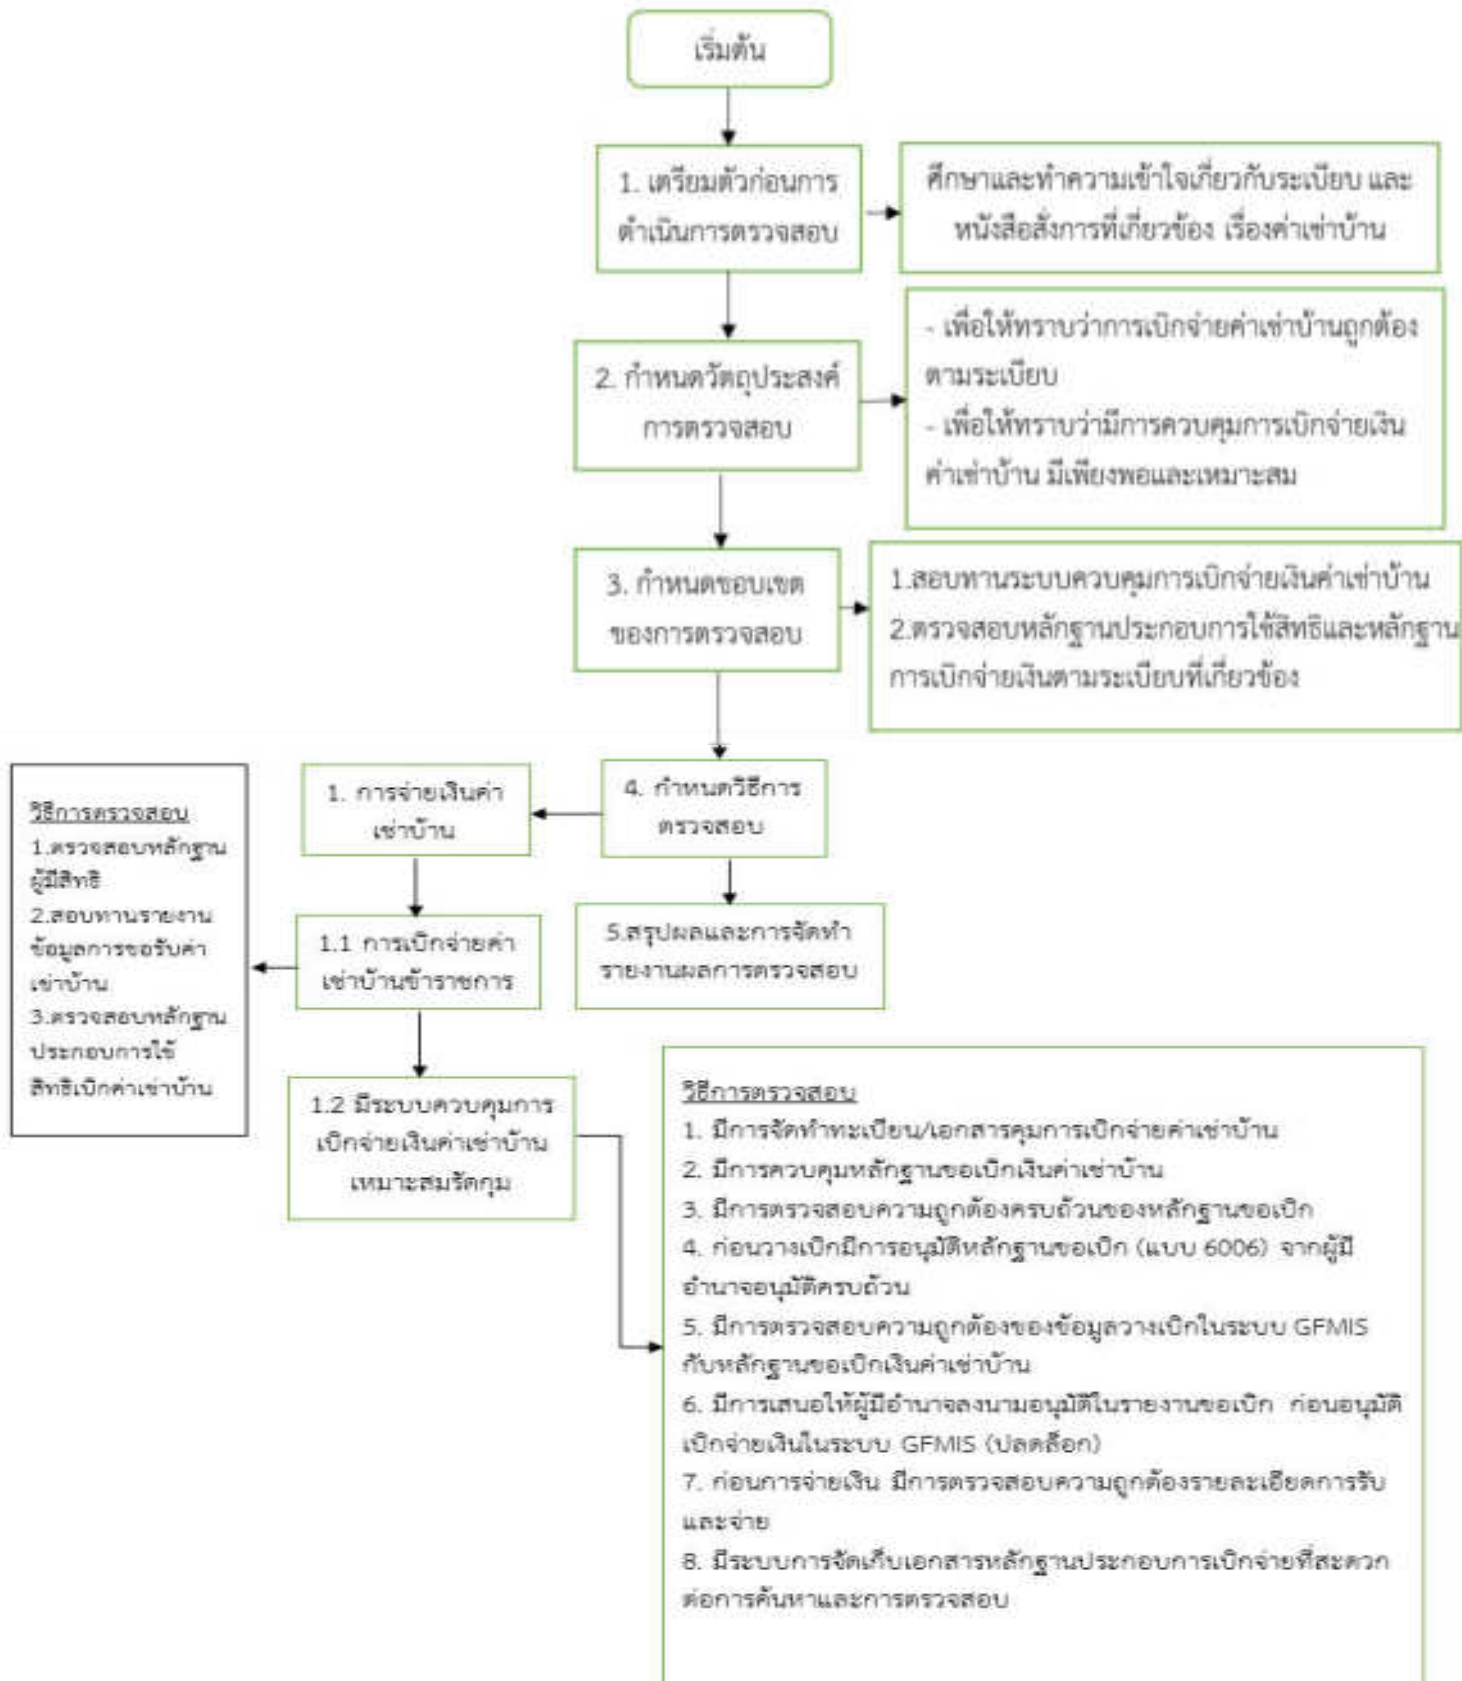 เริ่มต้น
1. เตรียมตัวก่อนการ
ดำเนินการตรวจสอบ
ศึกษาและทำความเข้าใจเกี่ยวกับระเบียบ และ
หนังสือสั่งการที่เกี่ยวข้อง เรื่องค่าเช่าบ้าน
2. กำหนดวัตถุประสงค์
การตรวจสอบ
- เพื่อให้ทราบว่าการเบิกจ่ายค่าเช่าบ้านถูกต้อง
ตามระเบียบ
- เพื่อให้ทราบว่ามีการควบคุมการเบิกจ่ายเงิน
ค่าเช่าบ้าน มีเพียงพอและเหมาะสม
3. กำหนดขอบเขต
ของการตรวจสอบ
1.สอบทานระบบควบคุมการเบิกจ่ายเงินค่าเช่าบ้าน
2.ตรวจสอบหลักฐานประกอบการใช้สิทธิและหลักฐาน
การเบิกจ่ายเงินตามระเบียบที่เกี่ยวข้อง
4. กำหนดวิธีการ
ตรวจสอบ
1. การจ่ายเงินค่า
เช่าบ้าน
1.1 การเบิกจ่ายค่า
เช่าบ้านข้าราชการ
วิธีการตรวจสอบ
1.ตรวจสอบหลักฐาน
ผู้มีสิทธิ
2.สอบทานรายงาน
ข้อมูลการขอรับค่า
เช่าบ้าน
3.ตรวจสอบหลักฐาน
ประกอบการใช้
สิทธิเบิกค่าเช่าบ้าน
5.สรุปผลและการจัดทำ
รายงานผลการตรวจสอบ
1.2 มีระบบควบคุมการ
เบิกจ่ายเงินค่าเช่าบ้าน
เหมาะสมรัดกุม
วิธีการตรวจสอบ
1. มีการจัดทำทะเบียน/เอกสารคุมการเบิกจ่ายค่าเช่าบ้าน
2. มีการควบคุมหลักฐานขอเบิกเงินค่าเช่าบ้าน
3. มีการตรวจสอบความถูกต้องครบถ้วนของหลักฐานขอเบิก
4. ก่อนวางเบิกมีการอนุมัติหลักฐานขอเบิก (แบบ 6006) จากผู้มี
อำนาจอนุมัติครบถ้วน
5. มีการตรวจสอบความถูกต้องของข้อมูลวางเบิกในระบบ GFMIS
กับหลักฐานขอเบิกเงินค่าเช่าบ้าน
6. มีการเสนอให้ผู้มีอำนาจลงนามอนุมัติในรายงานขอเบิก ก่อนอนุมัติ
เบิกจ่ายเงินในระบบ GFMIS (ปลดล็อก)
7. ก่อนการจ่ายเงิน มีการตรวจสอบความถูกต้องรายละเอียดการรับ
และจ่าย
8. มีระบบการจัดเก็บเอกสารหลักฐานประกอบการเบิกจ่ายที่สะดวก
ต่อการค้นหาและการตรวจสอบ